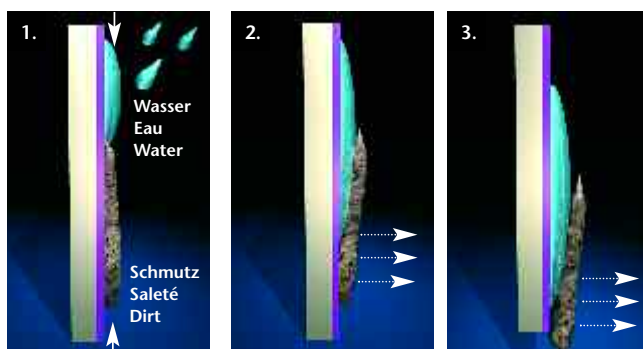 1.
Wasser
Eau
Water
Schmutz
Saleté
Dirt
2.
3.